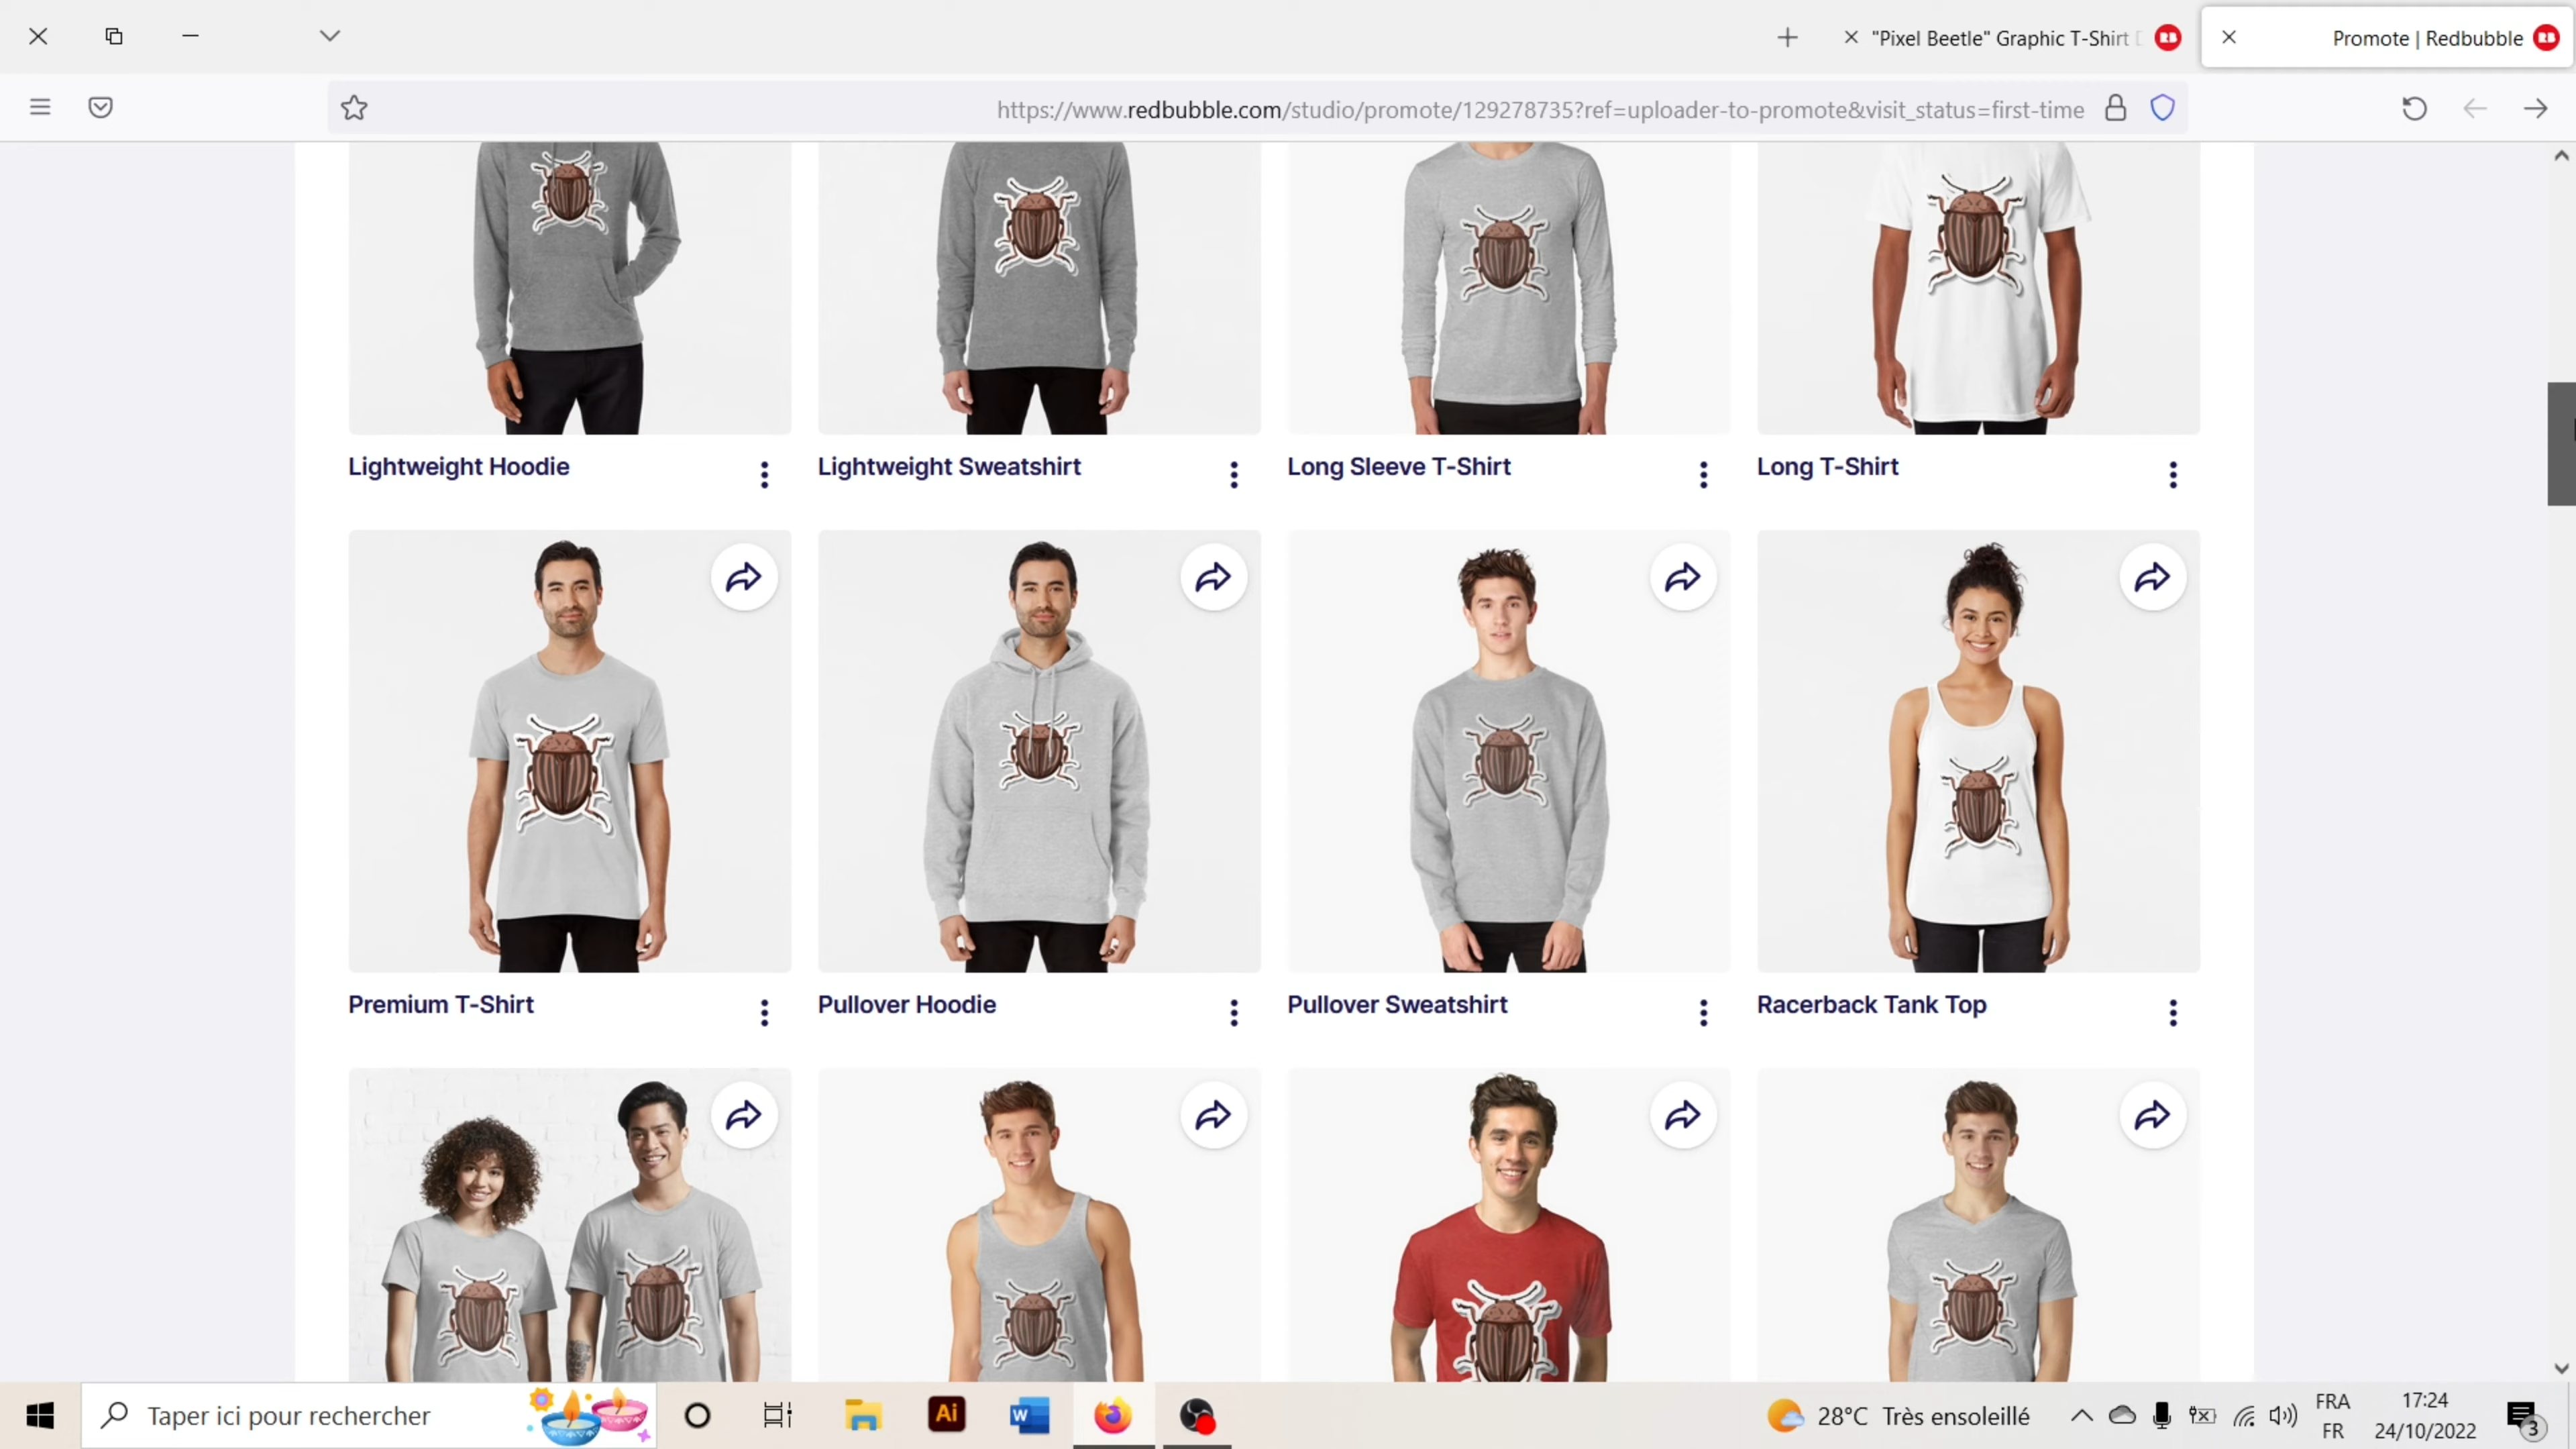 "Pixel Beetle" Graphic T-Shirt
Promote | Redbubble
https://www.redbubble.com/studio/promote/129278735?ref=uploader-to-promote&visit_status=first-time
Lightweight Hoodie
Lightweight Sweatshirt
Long Sleeve T-Shirt
Long T-Shirt
Premium T-Shirt
Pullover Hoodie
Pullover Sweatshirt
Racerback Tank Top
Taper ici pour rechercher
Ai
W
28°C Très ensoleillé
FRA
FR
17:24
24/10/2022
3